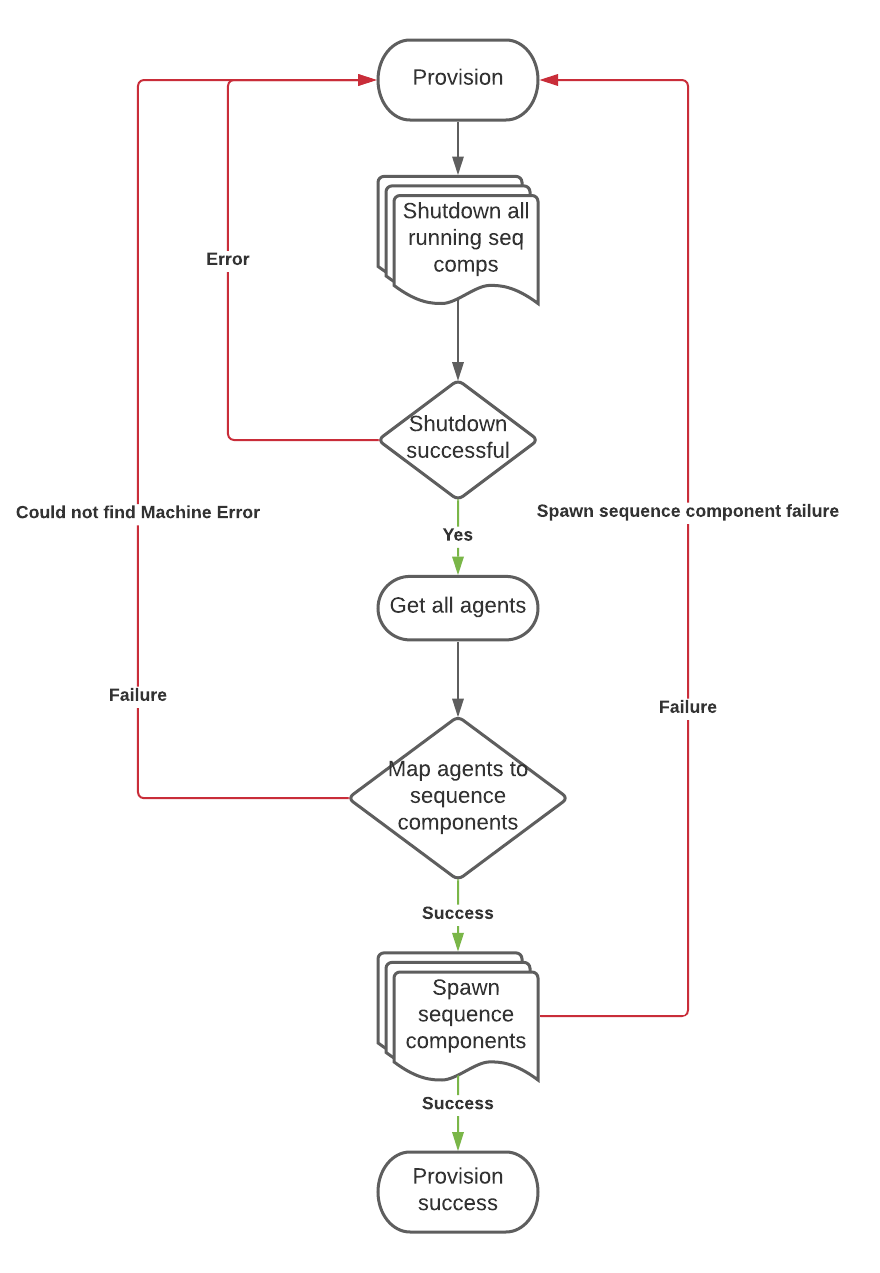 Provision
Shutdown all
running seq
comps
Error
Shutdown
successful
Could not find Machine Error
Spawn sequence component failure
Yes
Get all agents
Failure
Failure
Map agents to
sequence
components
Success
Spawn
sequence
components
Success
Provision
success